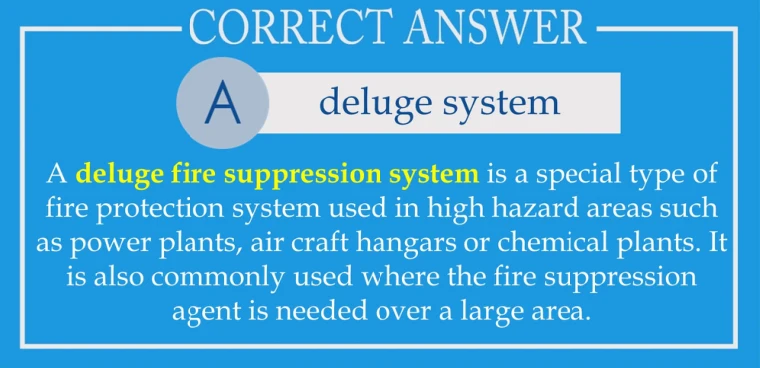 CORRECT ANSWER
A deluge system
A deluge fire suppression system is a special type of
fire protection system used in high hazard areas such
as power plants, air craft hangars or chemical plants. It
is also commonly used where the fire suppression
agent is needed over a large area.